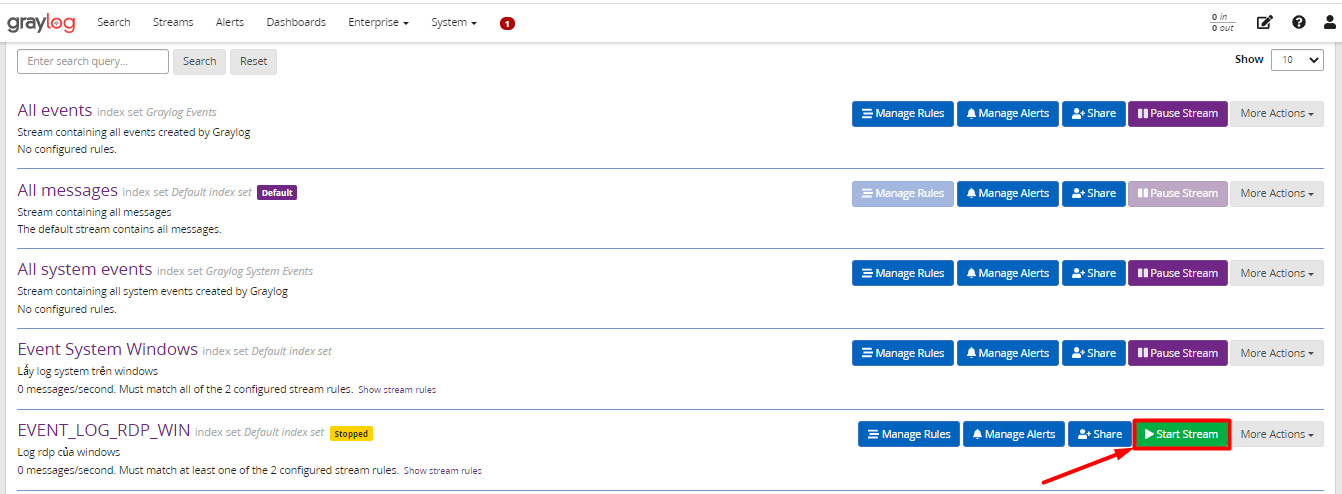 graylog Search Streams Alerts Dashboards Enterprise System 1 0 in
0 out
Enter search query... Search Reset Show 10
All events index set Graylog Events Manage Rules Manage Alerts Share Pause Stream More Actions
Stream containing all events created by Graylog
No configured rules.
All messages index set Default index set Default Manage Rules Manage Alerts Share Pause Stream More Actions
Stream containing all messages
The default stream contains all messages.
All system events index set Graylog System Events Manage Rules Manage Alerts Share Pause Stream More Actions
Stream containing all system events created by Graylog
No configured rules.
Event System Windows index set Default index set Manage Rules Manage Alerts Share Pause Stream More Actions
Lấy log system trên windows
0 messages/second. Must match all of the 2 configured stream rules. Show stream rules
EVENT_LOG_RDP_WIN index set Default index set Stopped Manage Rules Manage Alerts Share Start Stream More Actions
Log rdp của windows
0 messages/second. Must match at least one of the 2 configured stream rules. Show stream rules